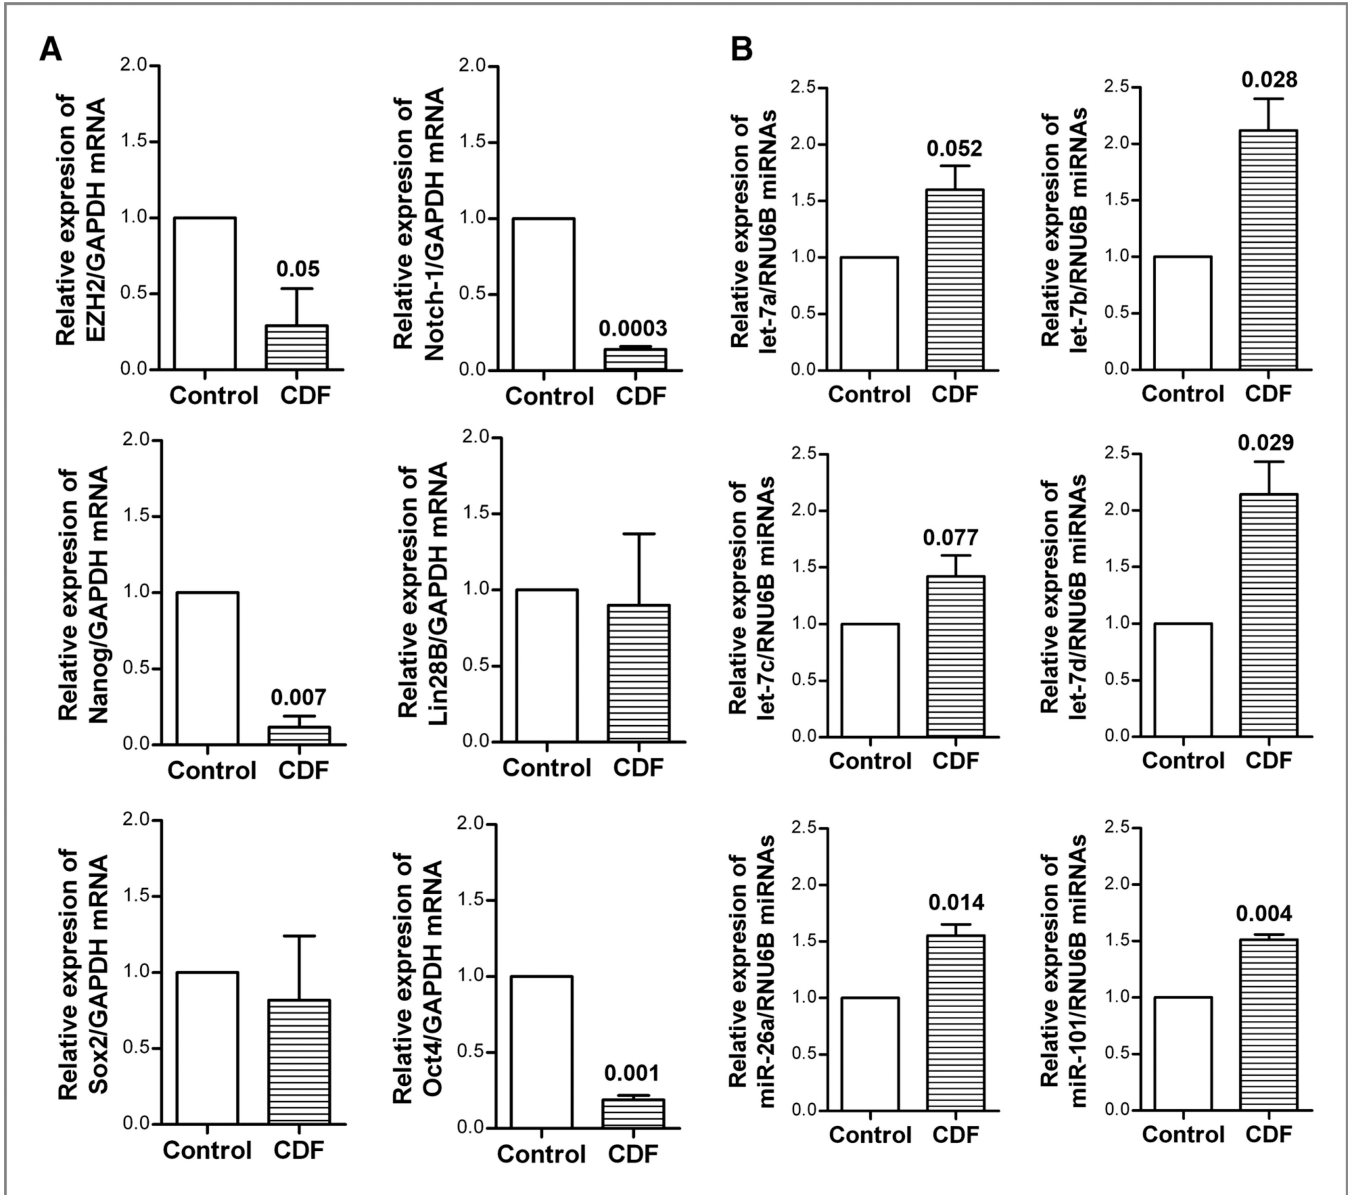 A
Relative expresion of
EZH2/GAPDH mRNA
2.0
1.5
1.0
0.5
0.0
0.05
Control CDF
Relative expresion of
Notch-1/GAPDH mRNA
2.0
1.5
1.0
0.5
0.0
0.0003
Control CDF
Relative expresion of
Nanog/GAPDH mRNA
2.0
1.5
1.0
0.5
0.0
0.007
Control CDF
Relative expresion of
Lin28B/GAPDH mRNA
2.0
1.5
1.0
0.5
0.0
Control CDF
Relative expresion of
Sox2/GAPDH mRNA
2.0
1.5
1.0
0.5
0.0
Control CDF
Relative expresion of
Oct4/GAPDH mRNA
2.0
1.5
1.0
0.5
0.0
0.001
Control CDF
B
Relative expresion of
let-7a/RNU6B miRNAs
2.5
2.0
1.5
1.0
0.5
0.0
0.052
Control CDF
Relative expresion of
let-7b/RNU6B miRNAs
2.5
2.0
1.5
1.0
0.5
0.0
0.028
Control CDF
Relative expresion of
let-7c/RNU6B miRNAs
2.5
2.0
1.5
1.0
0.5
0.0
0.077
Control CDF
Relative expresion of
let-7d/RNU6B miRNAs
2.5
2.0
1.5
1.0
0.5
0.0
0.029
Control CDF
Relative expresion of
miR-26a/RNU6B miRNAs
2.5
2.0
1.5
1.0
0.5
0.0
0.014
Control CDF
Relative expresion of
miR-101/RNU6B miRNAs
2.5
2.0
1.5
1.0
0.5
0.0
0.004
Control CDF